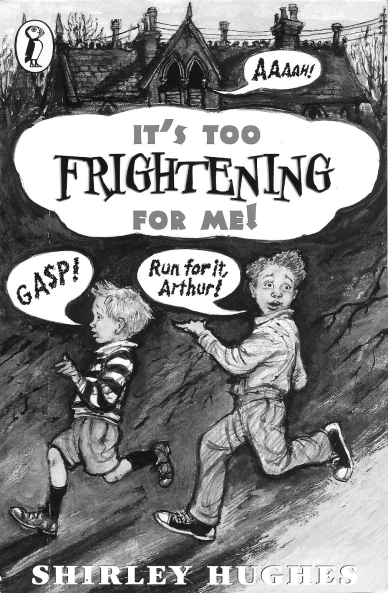 AAAAH!
IT'S TOO
FRIGHTENING
FOR ME!
GASP!
Run for it,
Arthur!
SHIRLEY HUGHES